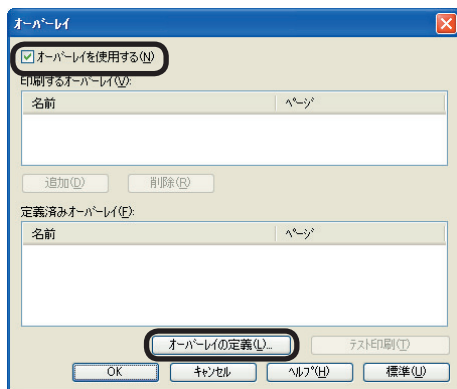 オーバーレイ
オーバーレイを使用する(N)
印刷するオーバーレイ(V):
名前 ページ
追加(D) 削除(R)
定義済みオーバーレイ(F):
名前 ページ
オーバーレイの定義(L)... テスト印刷(T)
OK キャンセル ヘルプ(H) 標準(U)